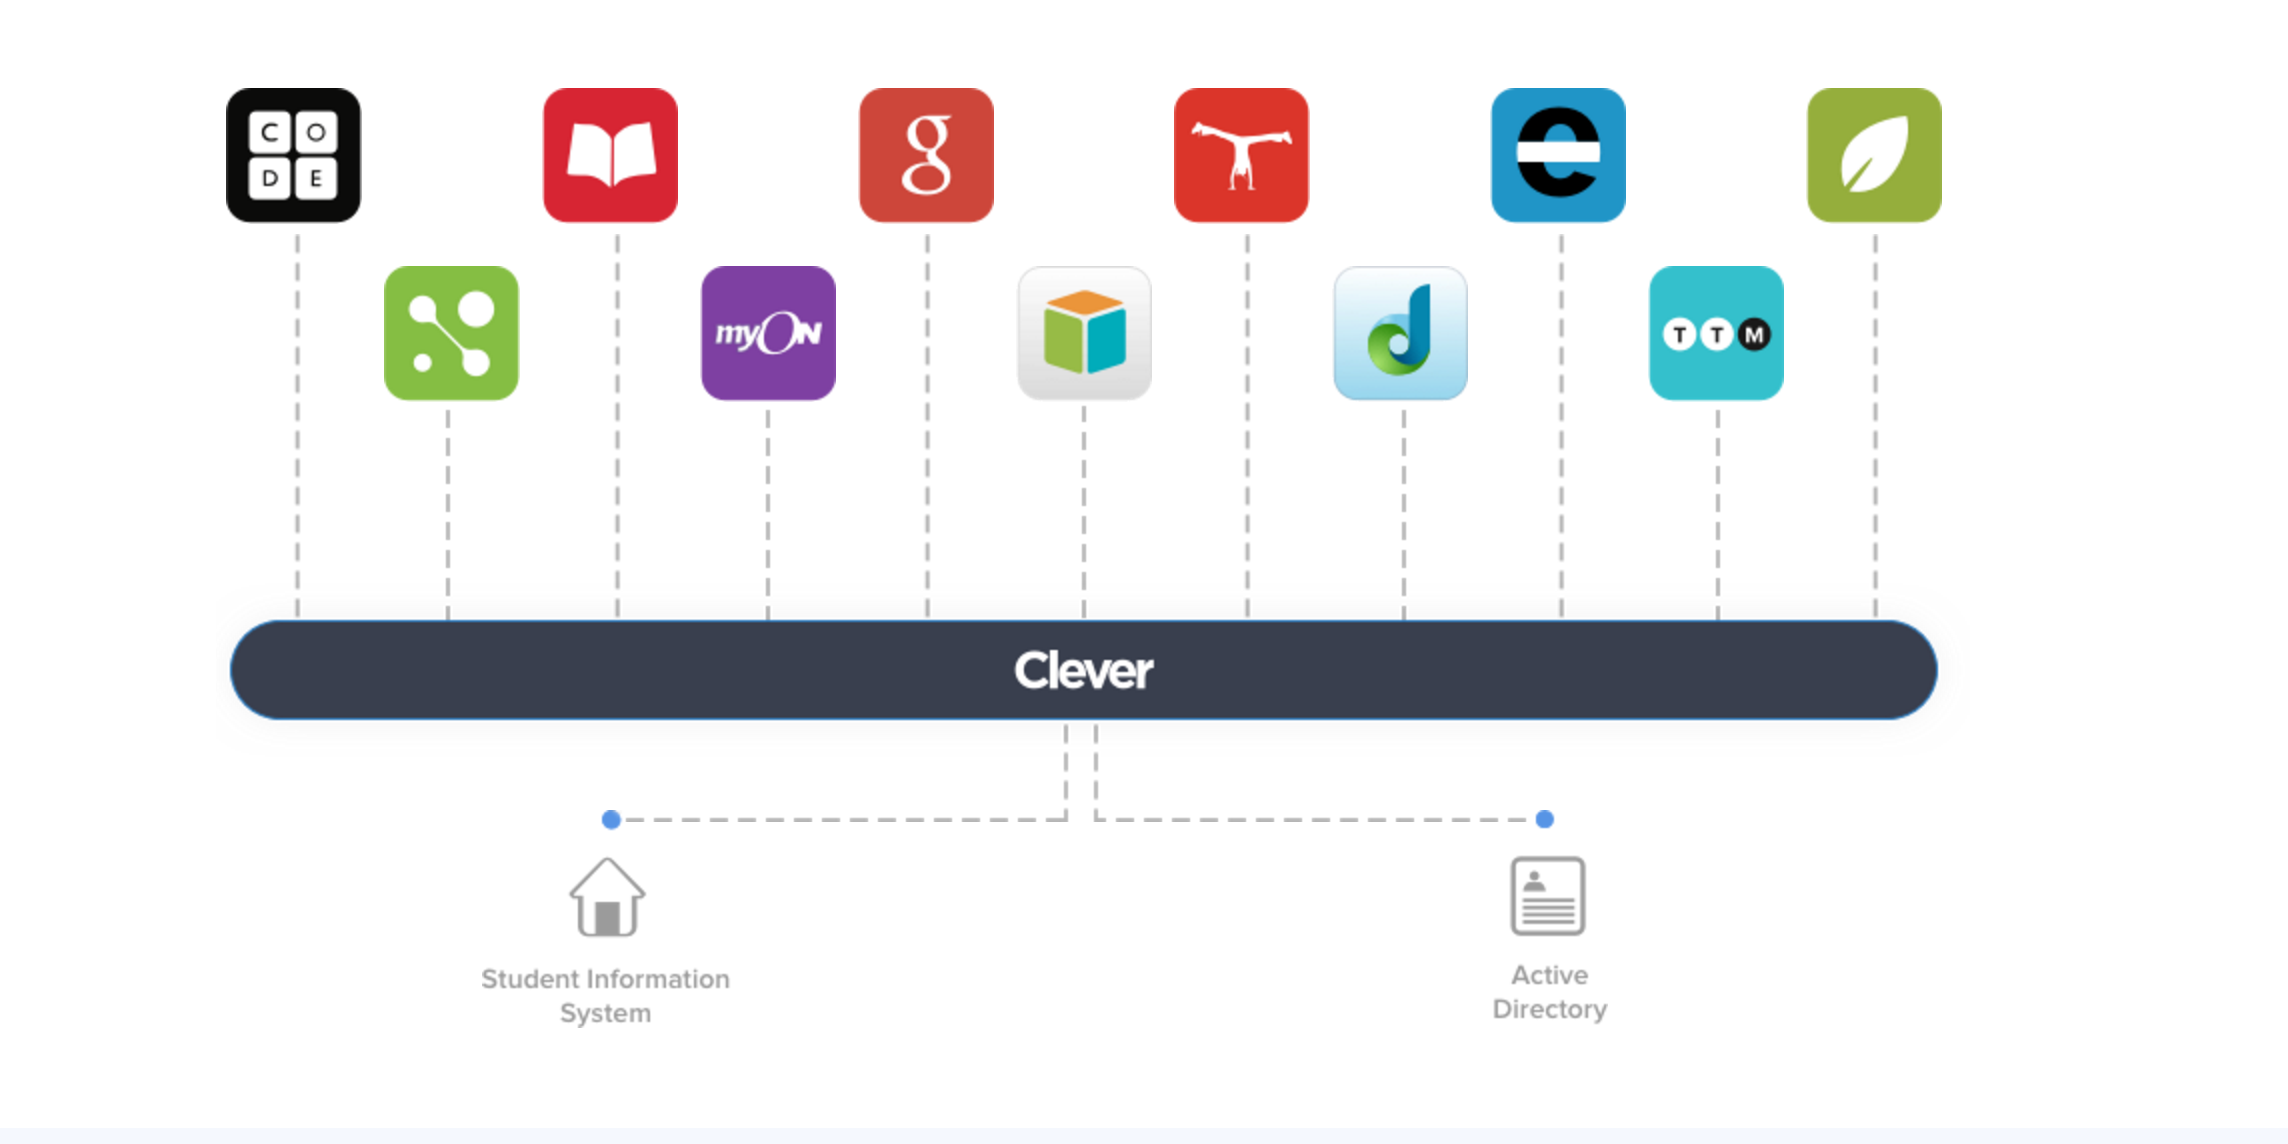 C O
D E
g
e
myON
d
T T M
Clever
Student Information
System
Active
Directory